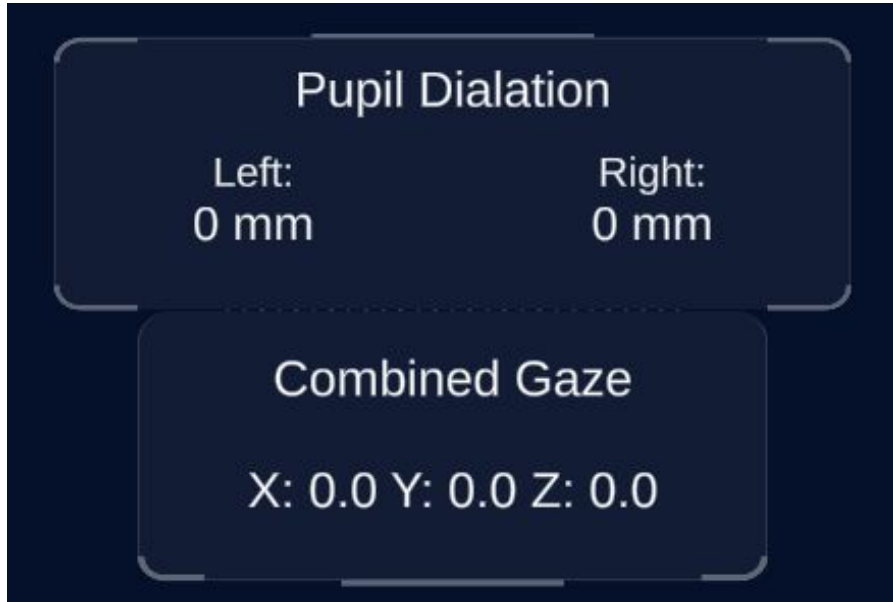 Pupil Dialation
Left: Right:
0 mm 0 mm
Combined Gaze
X: 0.0 Y: 0.0 Z: 0.0